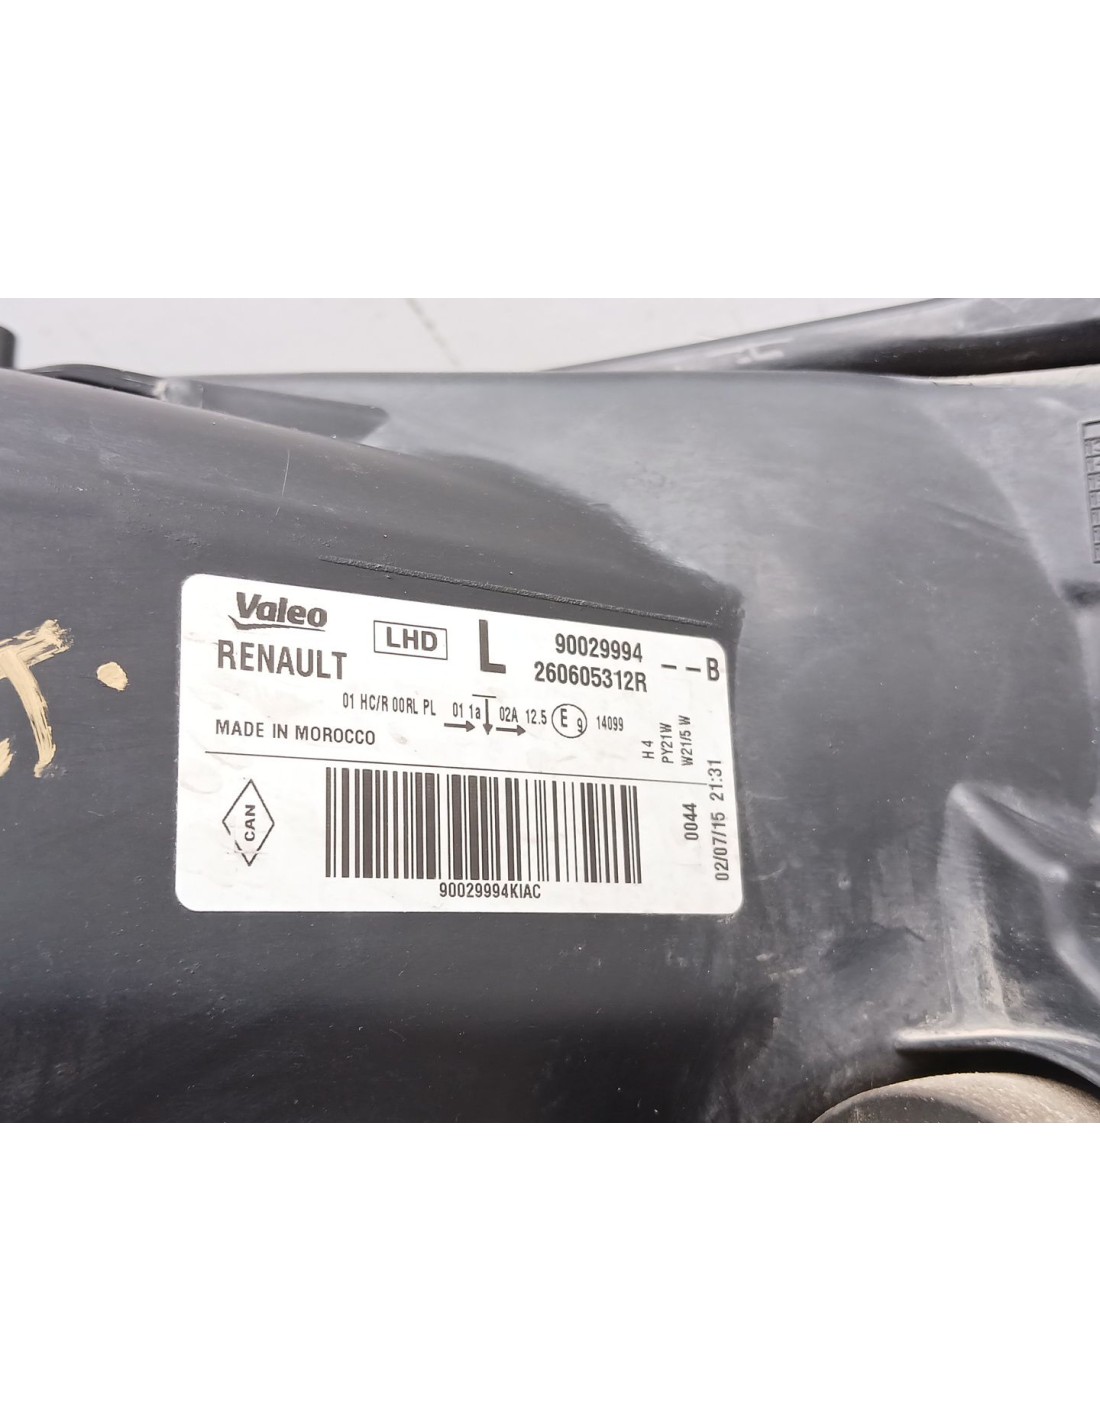 Valeo
RENAULT
LHD
L
90029994
260605312R
– – B
01 HC/R 00RL PL 01 1a 02A 12.5 E9 14099
MADE IN MOROCCO
H4
PY21W
W21/5 W
CAN
0044
02/07/15 21:31
90029994KIAC